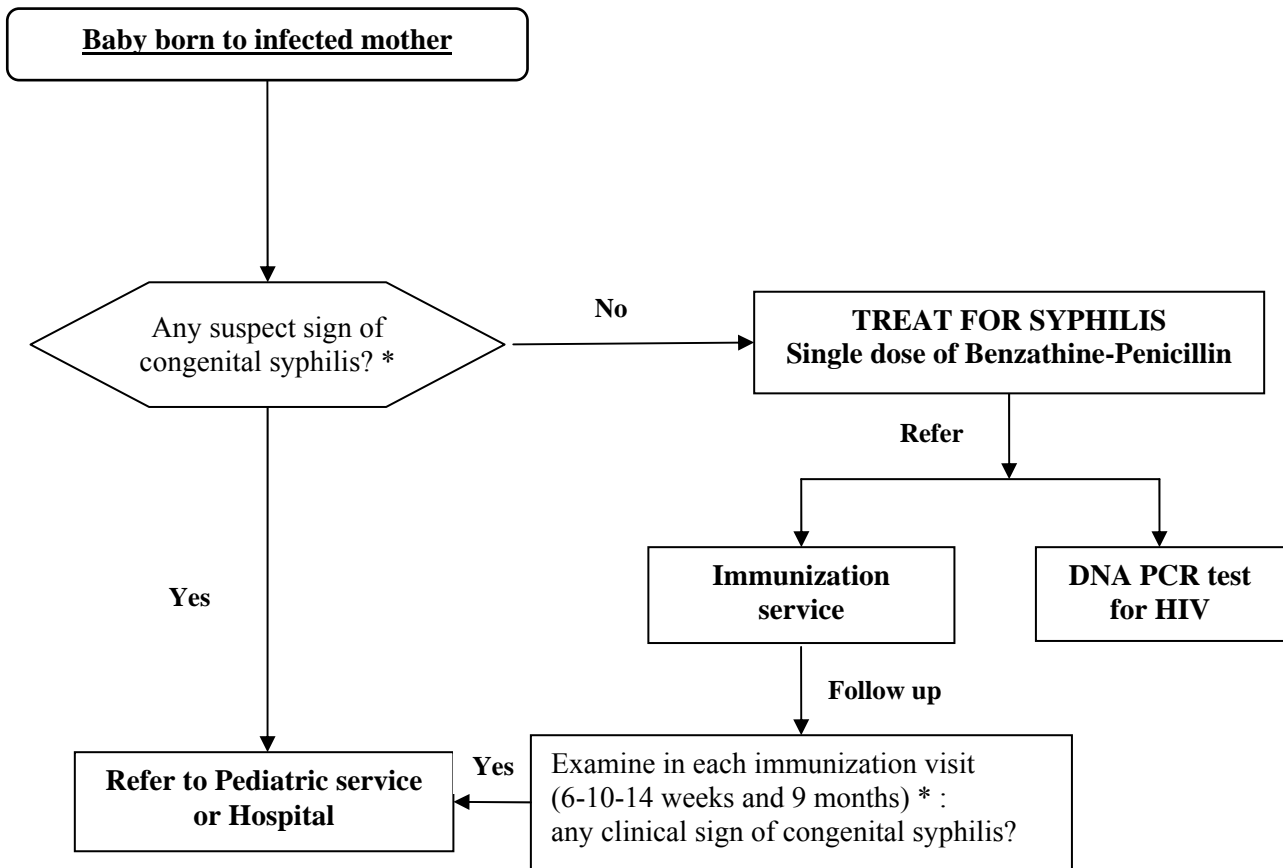 Baby born to infected mother
Any suspect sign of
congenital syphilis? *
No
TREAT FOR SYPHILIS
Single dose of Benzathine-Penicillin
Refer
Immunization
service
DNA PCR test
for HIV
Yes
Follow up
Refer to Pediatric service
or Hospital
Yes
Examine in each immunization visit
(6-10-14 weeks and 9 months) * :
any clinical sign of congenital syphilis?